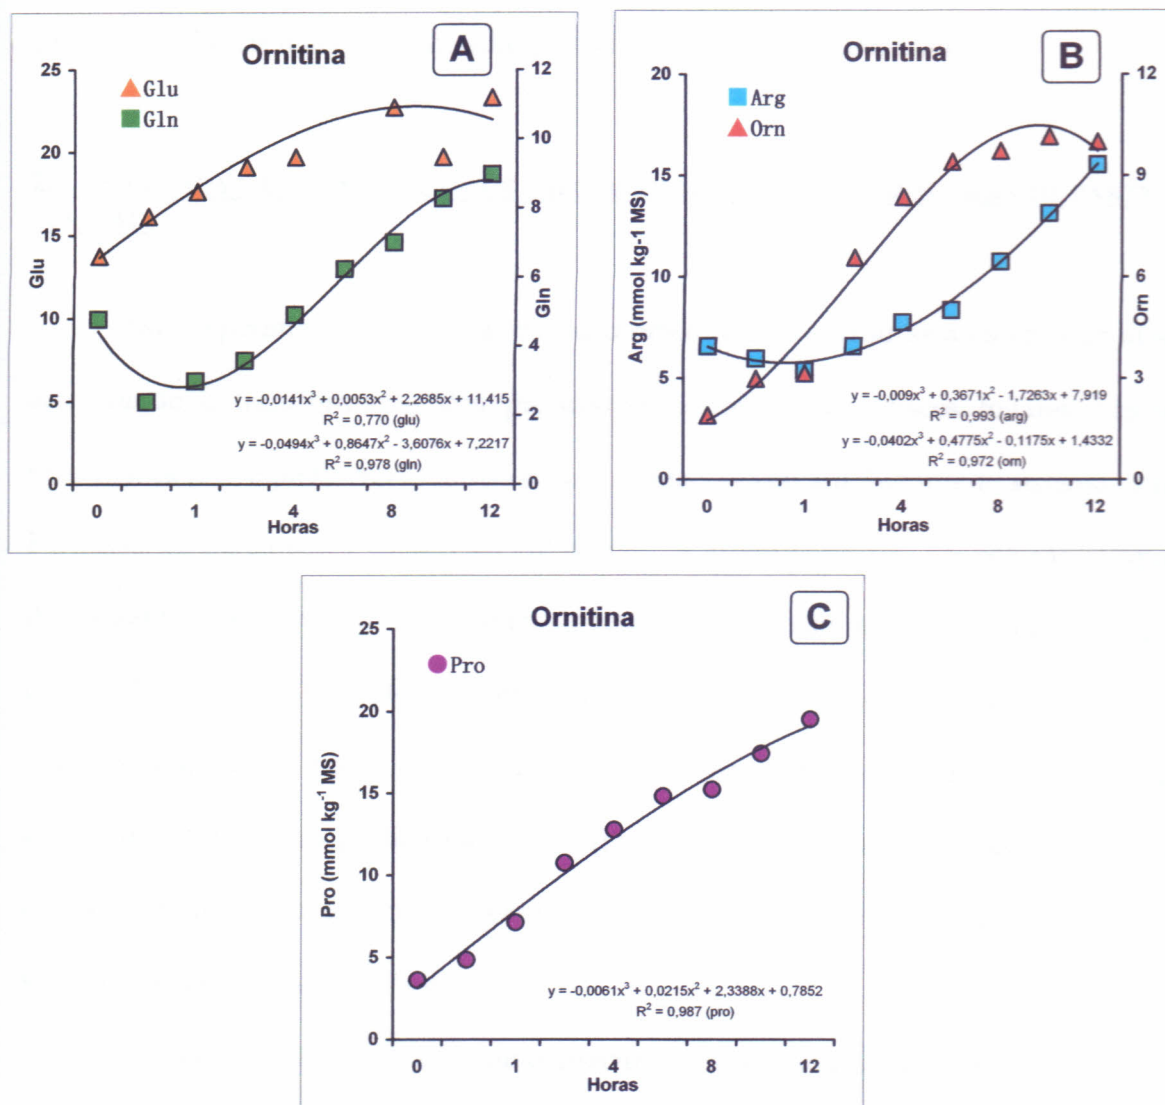 Ornitina
A
Glu
Gln
25
20
15
10
5
0
Glu
12
10
8
6
4
2
0
Gln
y = -0,0141x³ + 0,0053x² + 2,2685x + 11,415
R² = 0,770 (glu)
y = -0,0494x³ + 0,8647x² - 3,6076x + 7,2217
R² = 0,978 (gln)
0 1 4 8 12
Horas
Ornitina
B
Arg
Orn
20
15
10
5
0
Arg (mmol kg-1 MS)
12
9
6
3
0
Orn
y = -0,009x³ + 0,3671x² - 1,7263x + 7,919
R² = 0,993 (arg)
y = -0,0402x³ + 0,4775x² - 0,1175x + 1,4332
R² = 0,972 (orn)
0 1 4 8 12
Horas
Ornitina
C
Pro
25
20
15
10
5
0
Pro (mmol kg⁻¹ MS)
y = -0,0061x³ + 0,0215x² + 2,3388x + 0,7852
R² = 0,987 (pro)
0 1 4 8 12
Horas